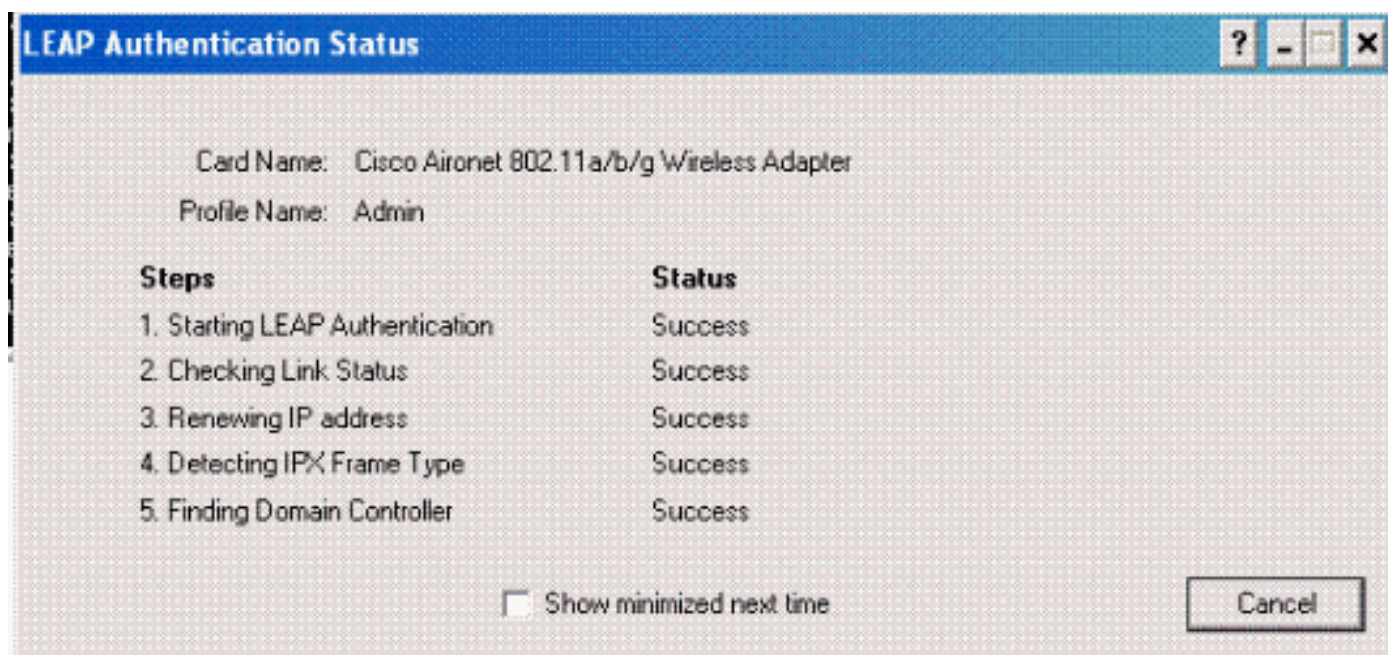 LEAP Authentication Status
Card Name: Cisco Aironet 802.11a/b/g Wireless Adapter
Profile Name: Admin
Steps Status
1. Starting LEAP Authentication Success
2. Checking Link Status Success
3. Renewing IP address Success
4. Detecting IPX Frame Type Success
5. Finding Domain Controller Success
Show minimized next time
Cancel